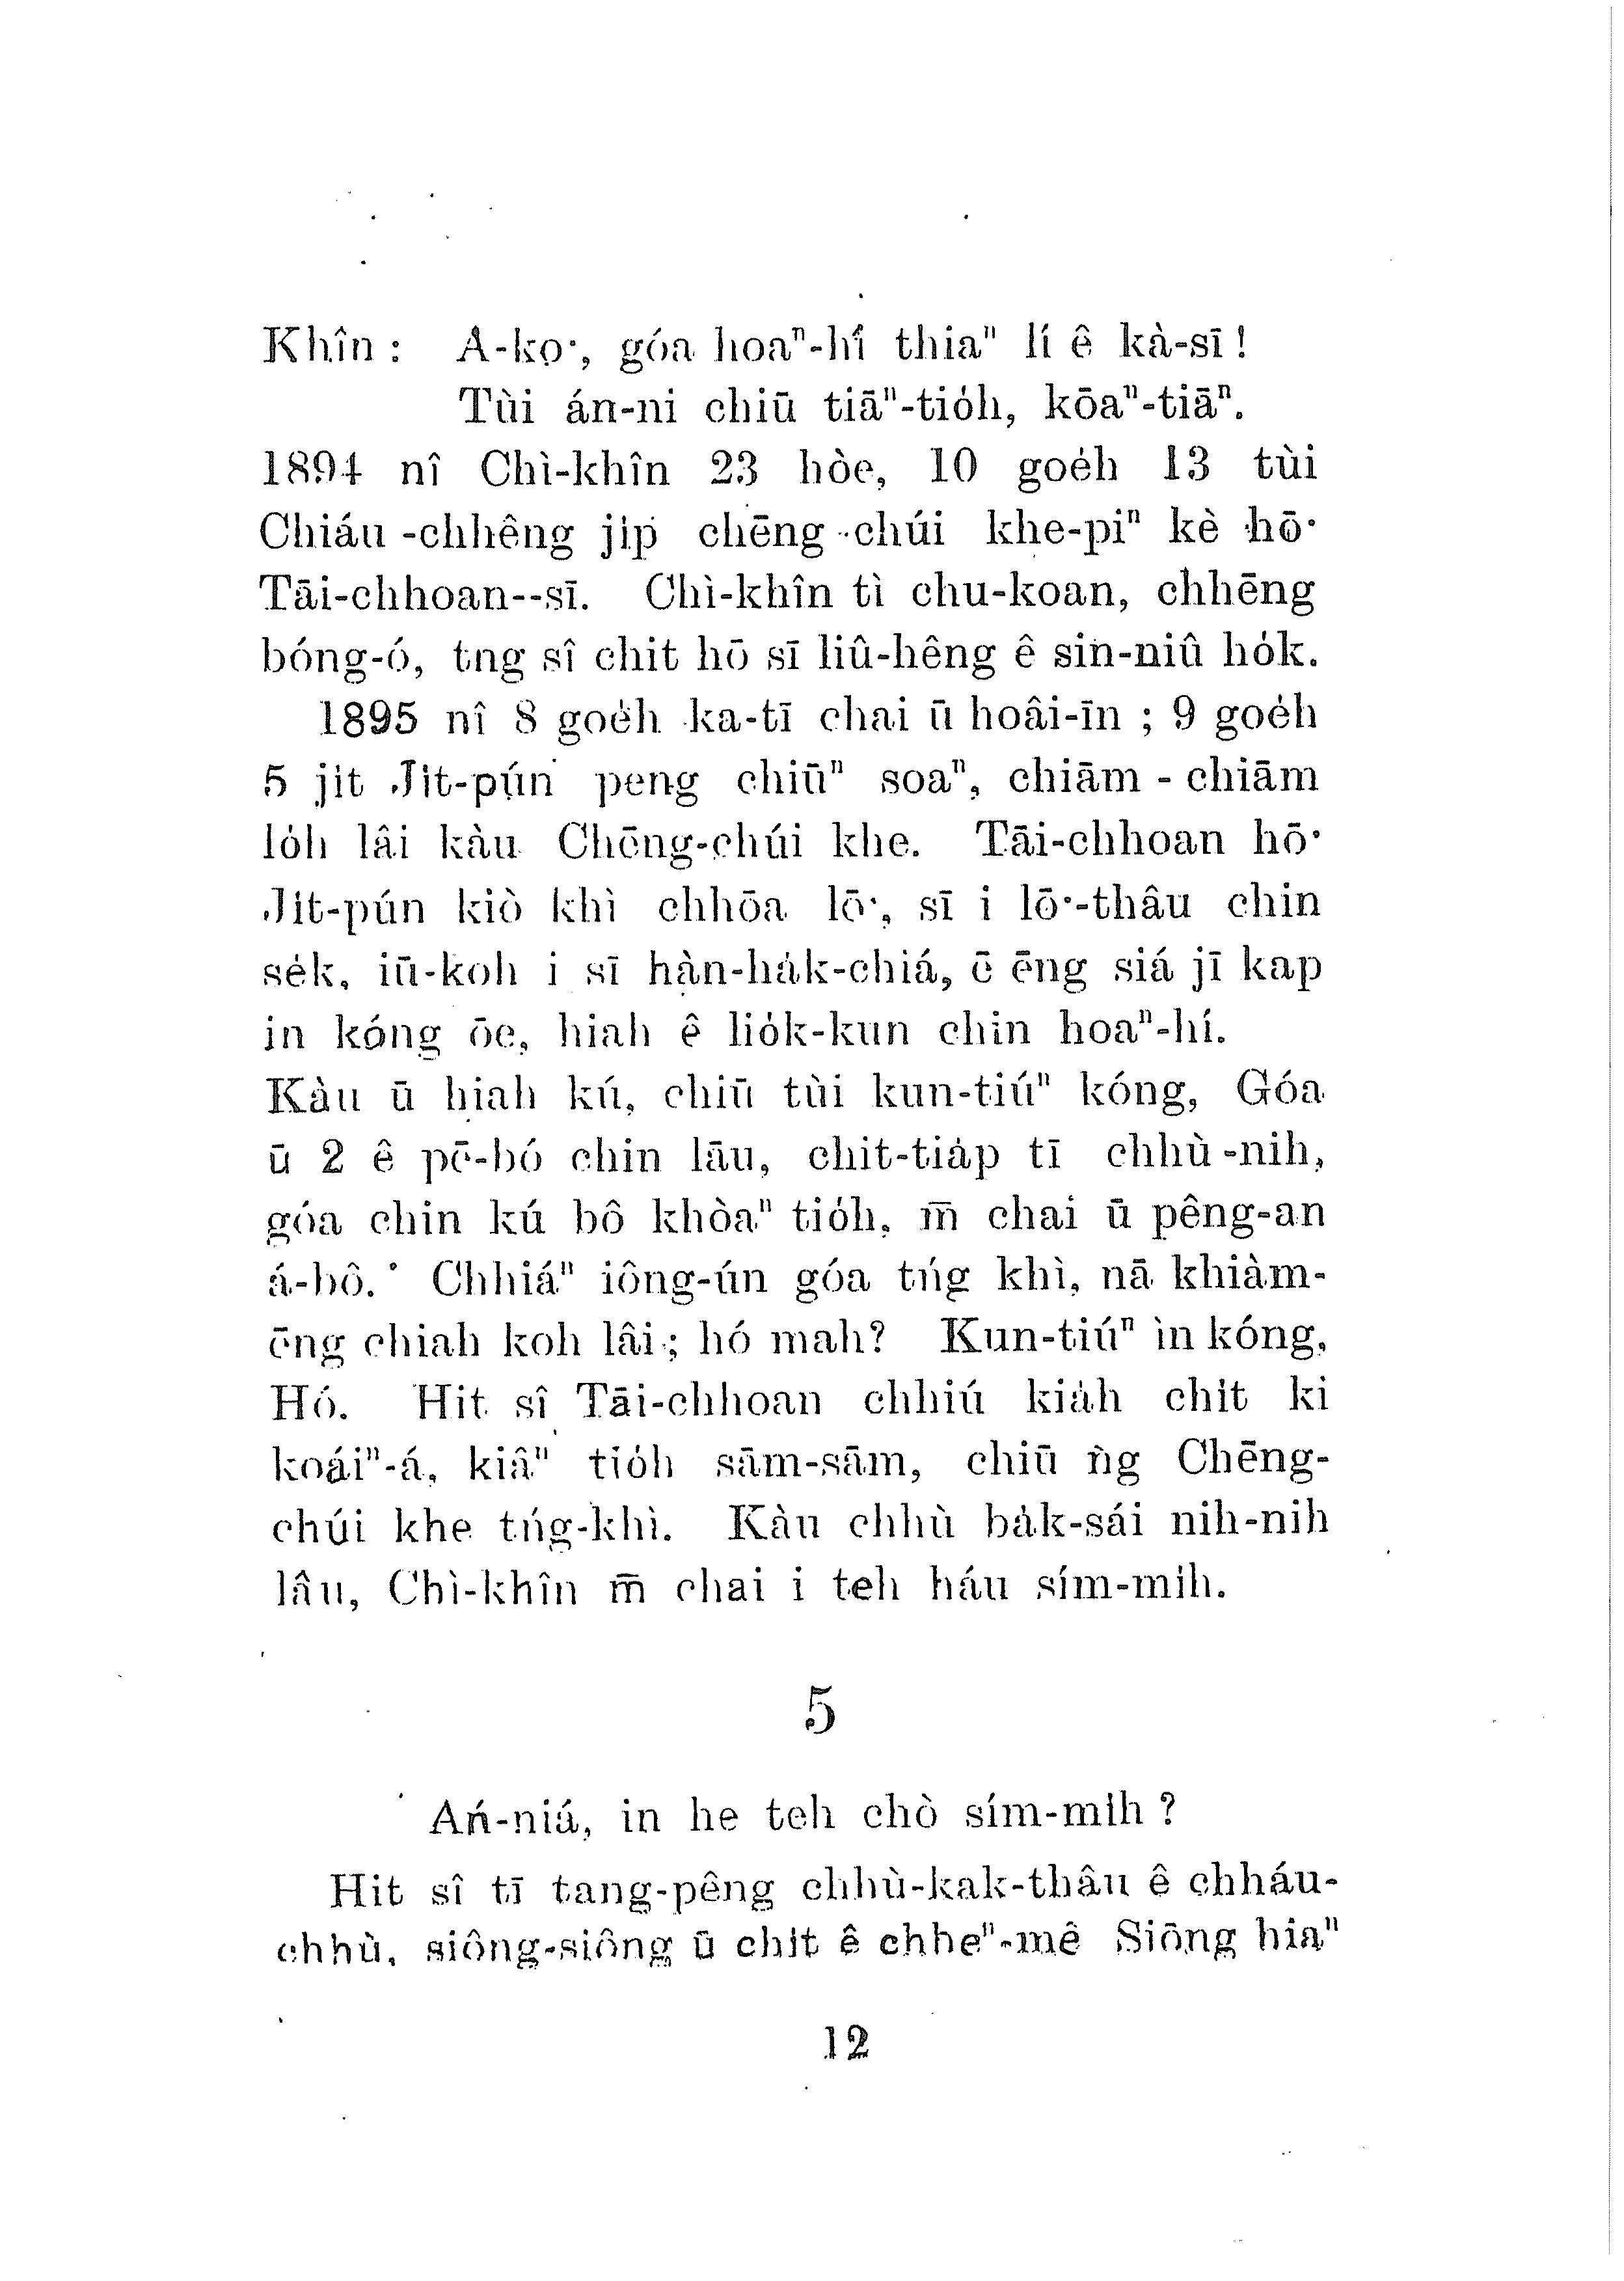 Khîn : A-ko͘, góa hoaⁿ-hí thiaⁿ lí ê kà-sī !
Tùi án-ni chiū tiāⁿ-tio̍h, kōaⁿ-tiāⁿ.
1894 nî Chì-khîn 23 hòe, 10 goe̍h 13 tùi
Chiáu -chhêng ji̍p chēng chúi khe-piⁿ kè hō͘
Tāi-chhoan--sī. Chì-khîn tì chu-koan, chhēng
bóng-ó, tng sî chit hō sī liû-hêng ê sin-niû ho̍k.
1895 nî 8 goe̍h ka-tī chai ū hoâi-īn ; 9 goe̍h
5 ji̍t Ji̍t-pún peng chiūⁿ soaⁿ, chiām - chiām
lo̍h lâi kàu Chēng-chúi khe. Tāi-chhoan hō͘
Ji̍t-pún kiò khì chhōa lō͘, sī i lō͘-thâu chin
se̍k, iū-koh i sī hàn-ha̍k-chiá, ē ēng siá jī kap
in kóng ōe, hiah ê lio̍k-kun chin hoaⁿ-hí.
Kàu ū hiah kú, chiū tùi kun-tiúⁿ kóng, Góa
ū 2 ê pē-bó chin lāu, chit-tia̍p tī chhù-nih,
góa chin kú bô khòaⁿ tio̍h, m̄ chai ū pêng-an
á-bô. Chhiáⁿ iông-ún góa tńg khì, nā khiàm-
ēng chiah koh lâi ; hó mah? Kun-tiúⁿ ìn kóng,
Hó. Hit sî Tāi-chhoan chhiú kia̍h chi̍t ki
koáiⁿ-á, kiâⁿ tio̍h sām-sām, chiū ǹg Chēng-
chúi khe tńg-khì. Kàu chhù ba̍k-sái nih-nih
lâu, Chì-khîn m̄ chai i teh háu sím-mih.
5
Ań-niá, in he teh chò sím-mih ?
Hit sî tī tang-pêng chhù-kak-thâu ê chháu-
chhù, siông-siông ū chi̍t ê chheⁿ-mê Siōng hiaⁿ
12